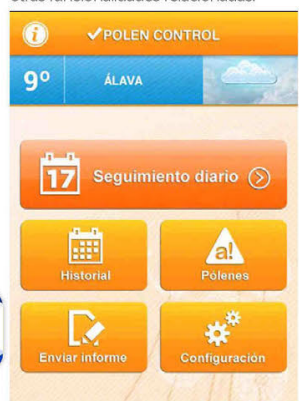 POLEN CONTROL
9º
ÁLAVA
17
Seguimiento diario
Historial
a!
Pólenes
Enviar informe
Configuración